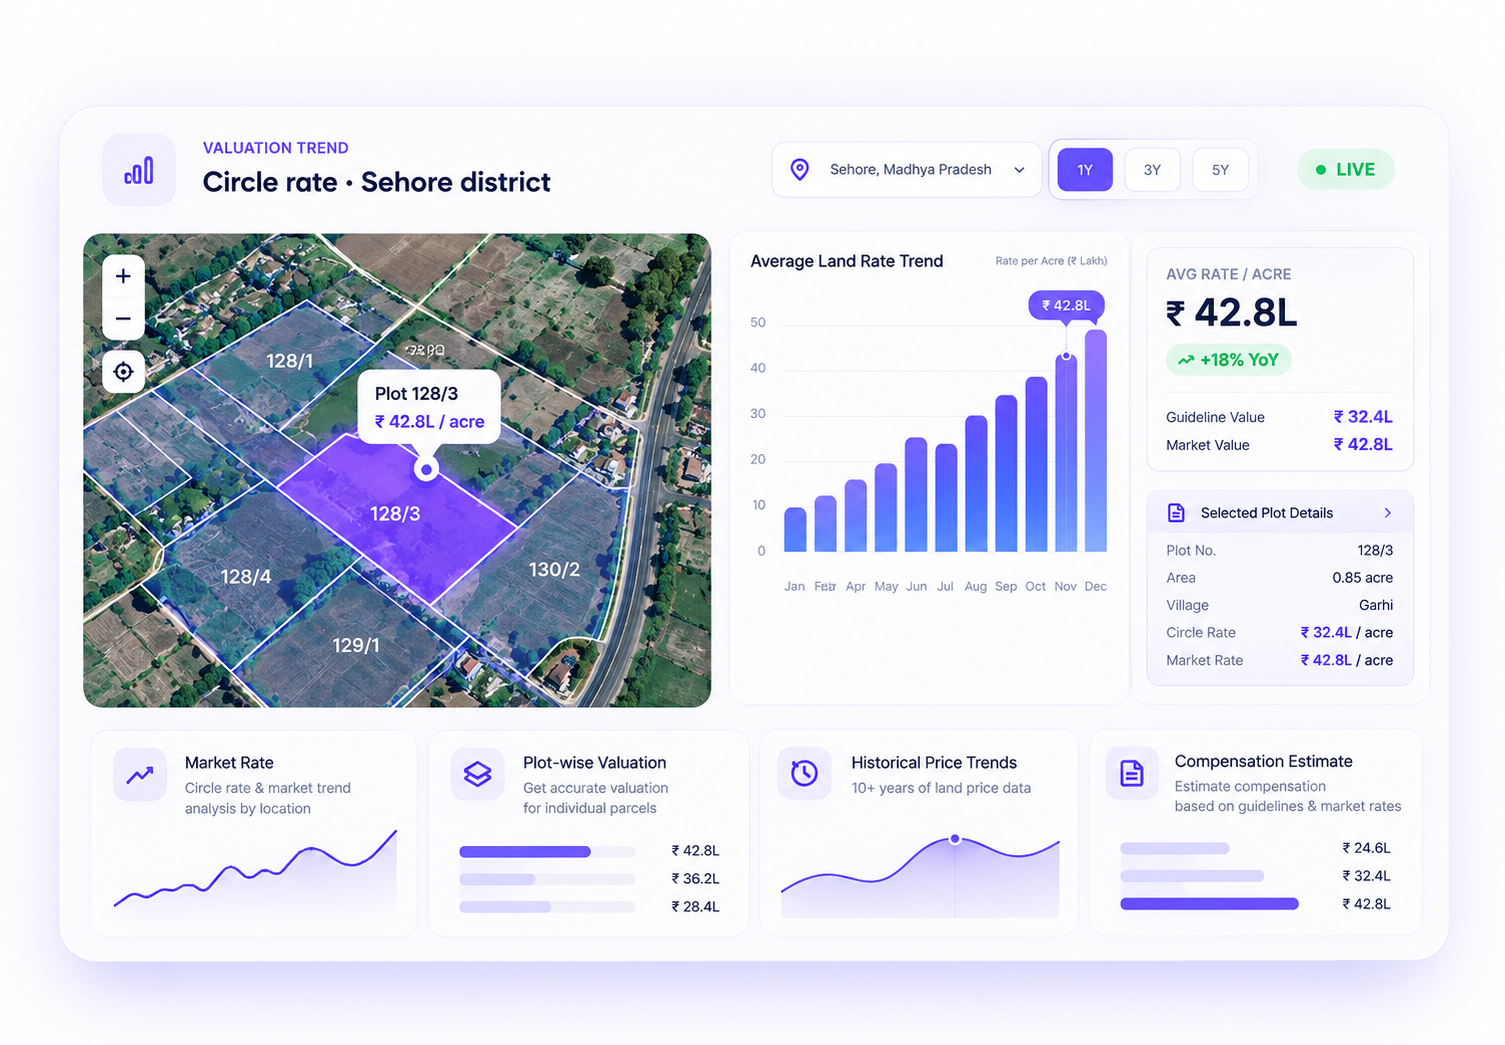 VALUATION TREND
Circle rate · Sehore district
Sehore, Madhya Pradesh
1Y
3Y
5Y
LIVE
+
−
128/1
Plot 128/3
₹ 42.8L / acre
128/3
128/4
130/2
129/1
Average Land Rate Trend
Rate per Acre (₹ Lakh)
₹ 42.8L
50
40
30
20
10
0
Jan Apr May Jun Jul Aug Sep Oct Nov Dec
AVG RATE / ACRE
₹ 42.8L
+18% YoY
Guideline Value ₹ 32.4L
Market Value ₹ 42.8L
Selected Plot Details
Plot No. 128/3
Area 0.85 acre
Village Garhi
Circle Rate ₹ 32.4L / acre
Market Rate ₹ 42.8L / acre
Market Rate
Circle rate & market trend
analysis by location
Plot-wise Valuation
Get accurate valuation
for individual parcels
₹ 42.8L
₹ 36.2L
₹ 28.4L
Historical Price Trends
10+ years of land price data
Compensation Estimate
Estimate compensation
based on guidelines & market rates
₹ 24.6L
₹ 32.4L
₹ 42.8L